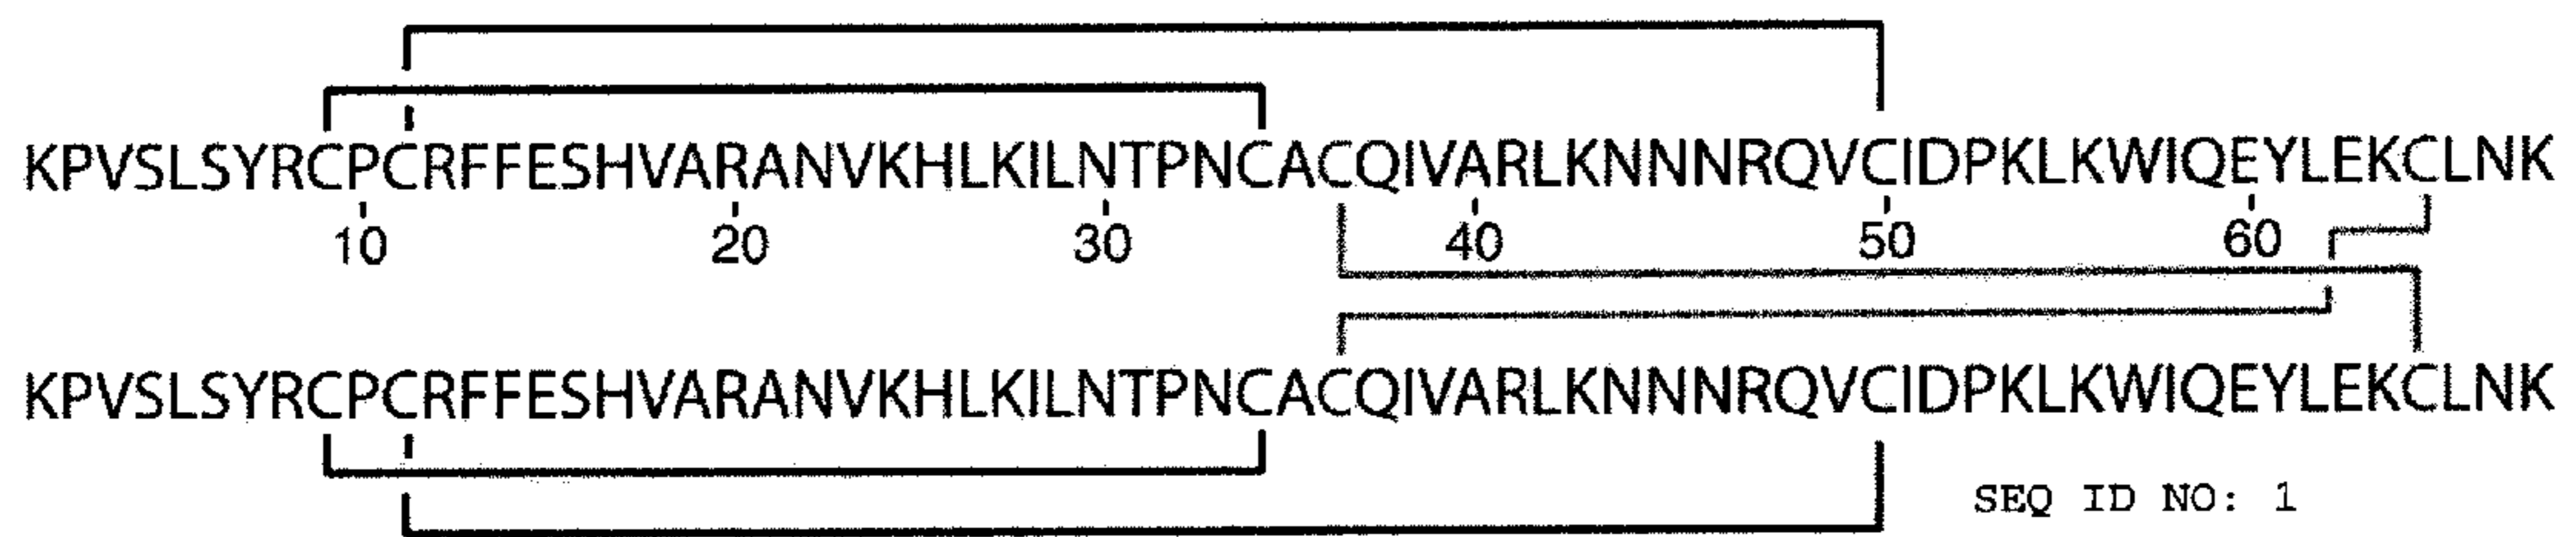 KPVSLSYRCPCRFFESHVARANVKHLKILNTPNCACQIVARLKNNNRQVCIDPKLKWIQEYLEKCLNK
10 20 30 40 50 60
KPVSLSYRCPCRFFESHVARANVKHLKILNTPNCACQIVARLKNNNRQVCIDPKLKWIQEYLEKCLNK
SEQ ID NO: 1